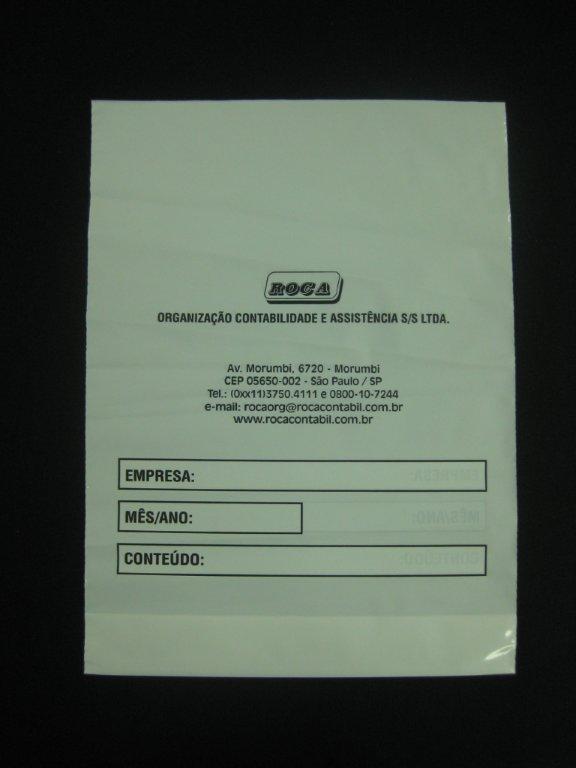 ROCA
ORGANIZAÇÃO CONTABILIDADE E ASSISTÊNCIA S/S LTDA.
Av. Morumbi, 6720 - Morumbi
CEP 05650-002 - São Paulo / SP
Tel.: (0xx11)3750.4111 e 0800-10-7244
e-mail: rocaorg@rocacontabil.com.br
www.rocacontabil.com.br
EMPRESA:
MÊS/ANO:
CONTEÚDO: